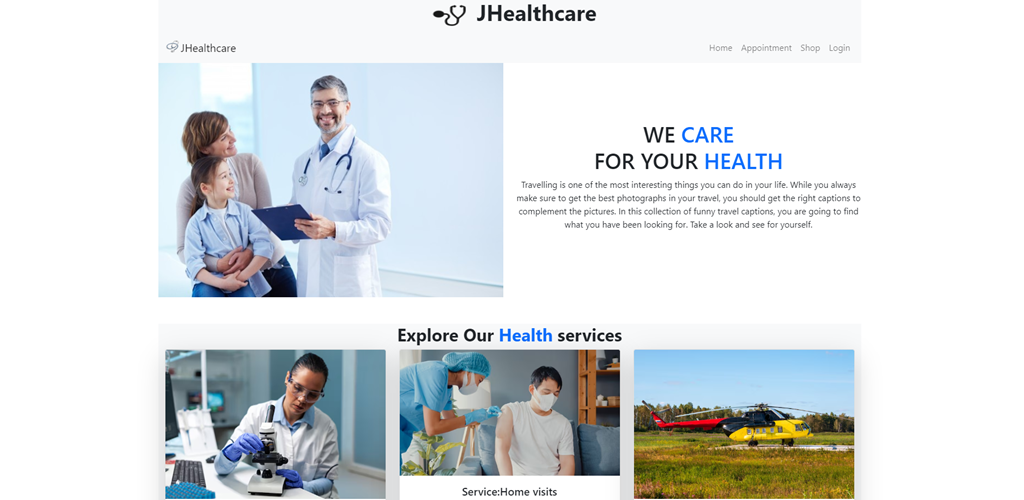 JHealthcare
JHealthcare
Home Appointment Shop Login
WE CARE
FOR YOUR HEALTH
Travelling is one of the most interesting things you can do in your life. While you always
make sure to get the best photographs in your travel, you should get the right captions to
complement the pictures. In this collection of funny travel captions, you are going to find
what you have been looking for. Take a look and see for yourself.
Explore Our Health services
Service:Home visits